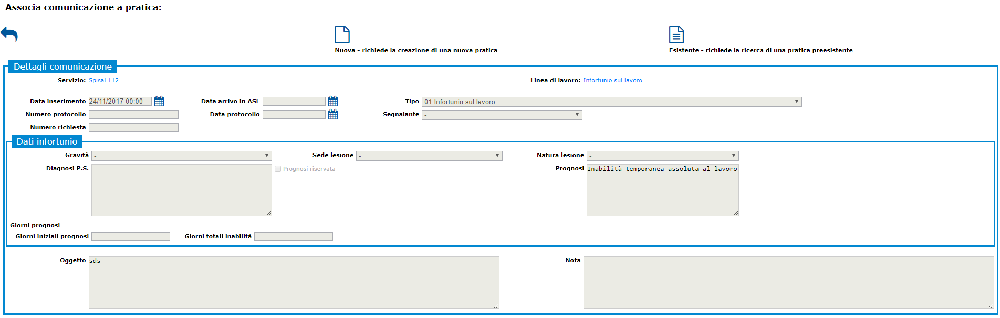 Associa comunicazione a pratica:
Nuova - richiede la creazione di una nuova pratica
Esistente - richiede la ricerca di una pratica preesistente
Dettagli comunicazione
Servizio: Spisal 112
Linea di lavoro: Infortunio sul lavoro
Data inserimento 24/11/2017 00:00
Data arrivo in ASL
Tipo 01 Infortunio sul lavoro
Numero protocollo
Data protocollo
Segnalante -
Numero richiesta
Dati infortunio
Gravità -
Sede lesione -
Natura lesione -
Diagnosi P.S.
Prognosi riservata
Prognosi Inabilità temporanea assoluta al lavoro
Giorni prognosi
Giorni iniziali prognosi
Giorni totali inabilità
Oggetto sds
Nota